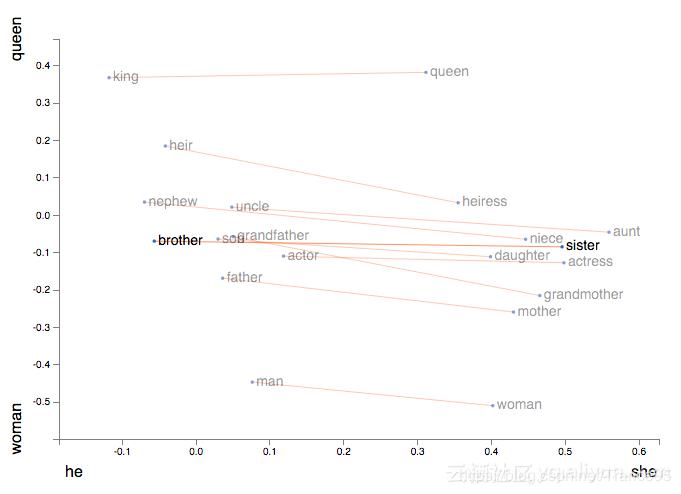 queen
0.4
king
queen
0.3
0.2
heir
0.1
nephew
uncle
heiress
0.0
aunt
brother
son
grandfather
niece
sister
-0.1
actor
daughter
actress
father
grandmother
-0.2
mother
-0.3
-0.4
man
woman
-0.5
woman
-0.1
0.0
0.1
0.2
0.3
0.4
0.5
0.6
he
she